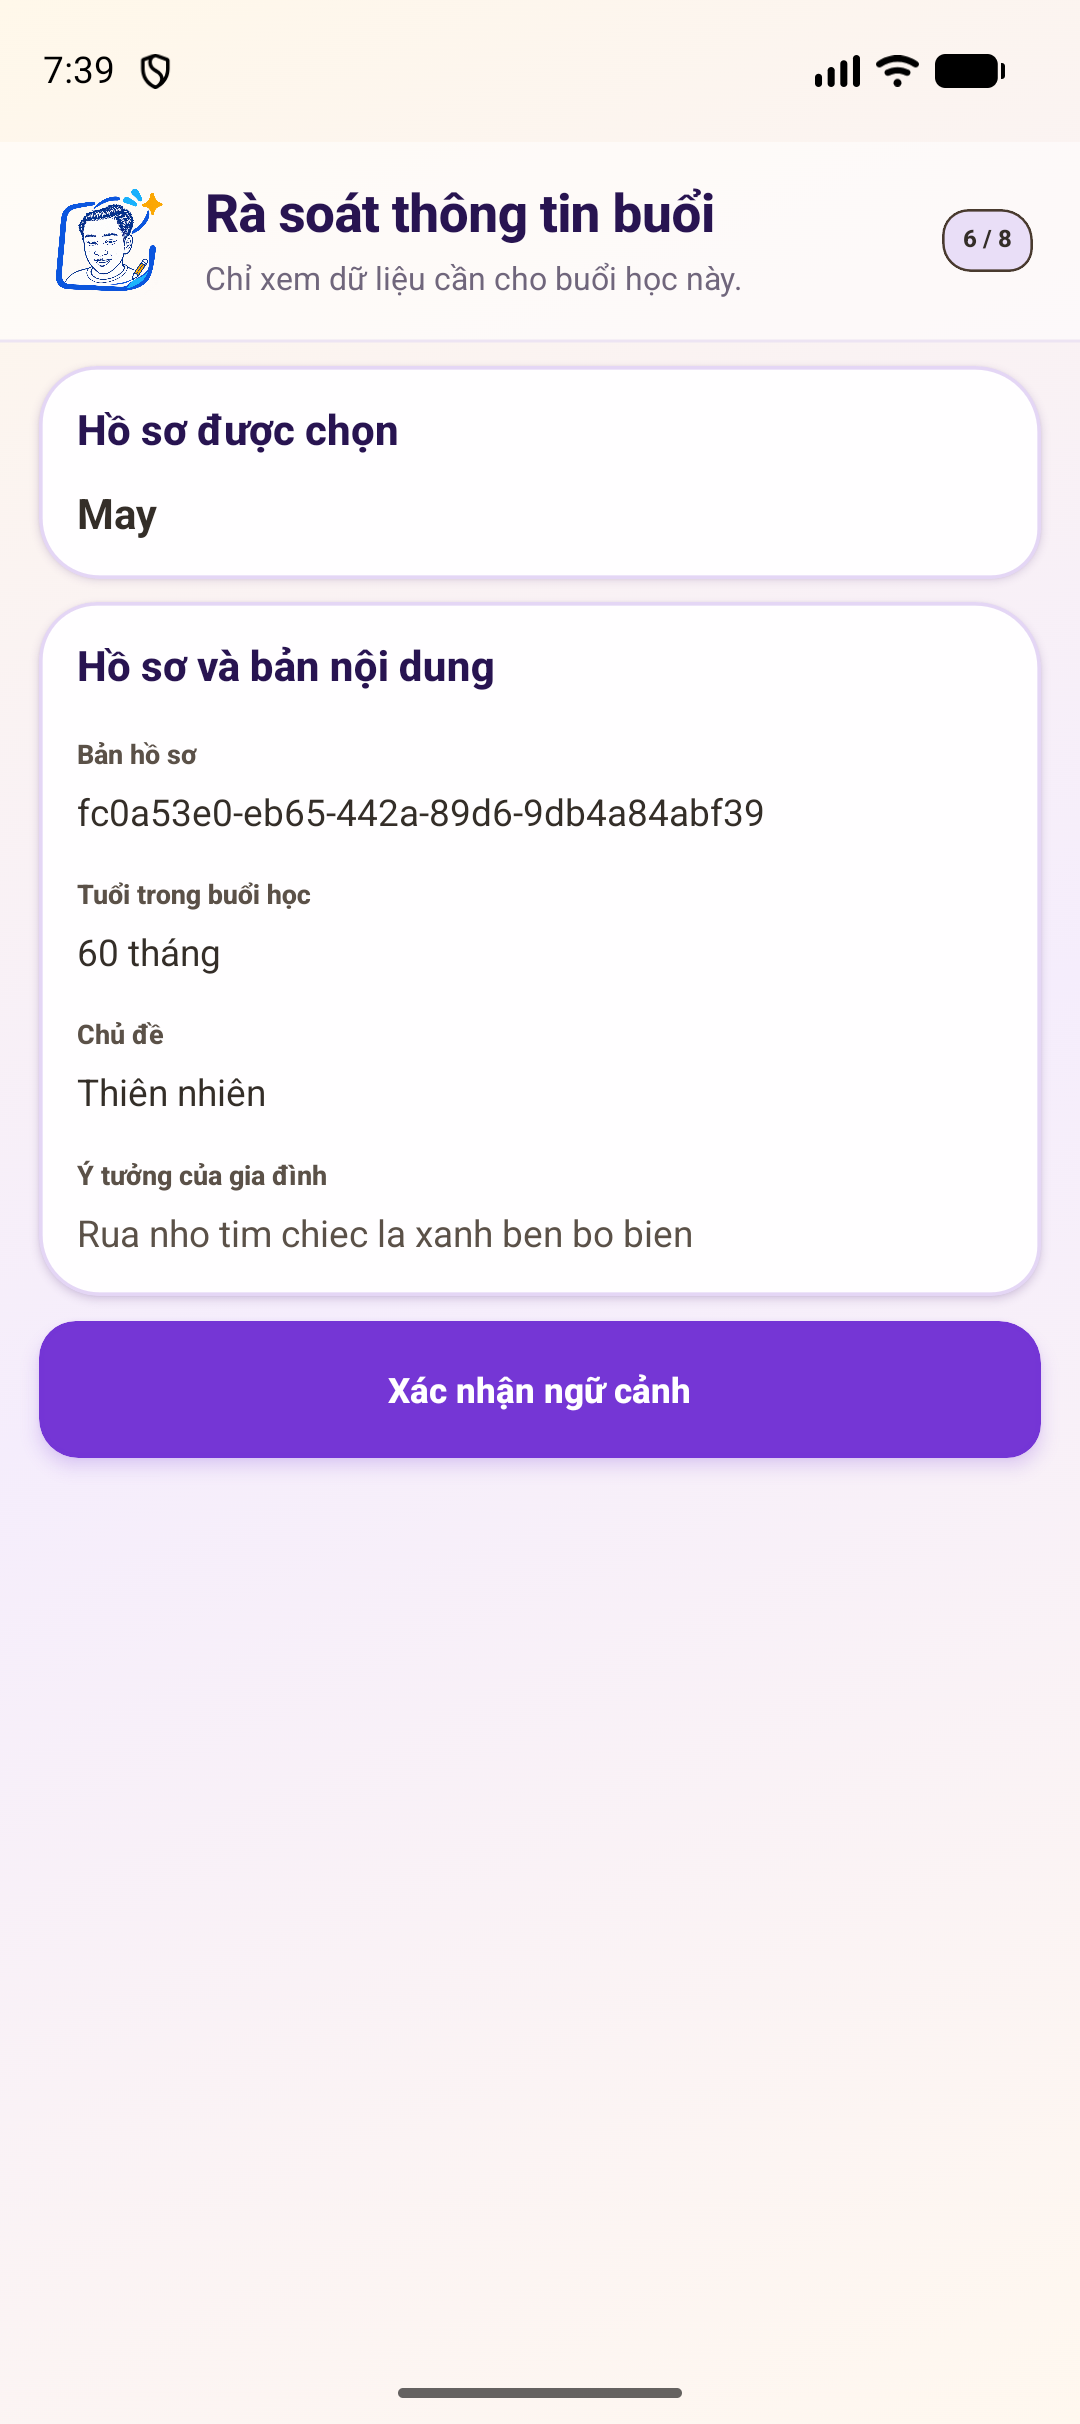 7:39
Rà soát thông tin buổi
Chỉ xem dữ liệu cần cho buổi học này.
6 / 8
Hồ sơ được chọn
May
Hồ sơ và bản nội dung
Bản hồ sơ
fc0a53e0-eb65-442a-89d6-9db4a84abf39
Tuổi trong buổi học
60 tháng
Chủ đề
Thiên nhiên
Ý tưởng của gia đình
Rua nho tim chiec la xanh ben bo bien
Xác nhận ngữ cảnh